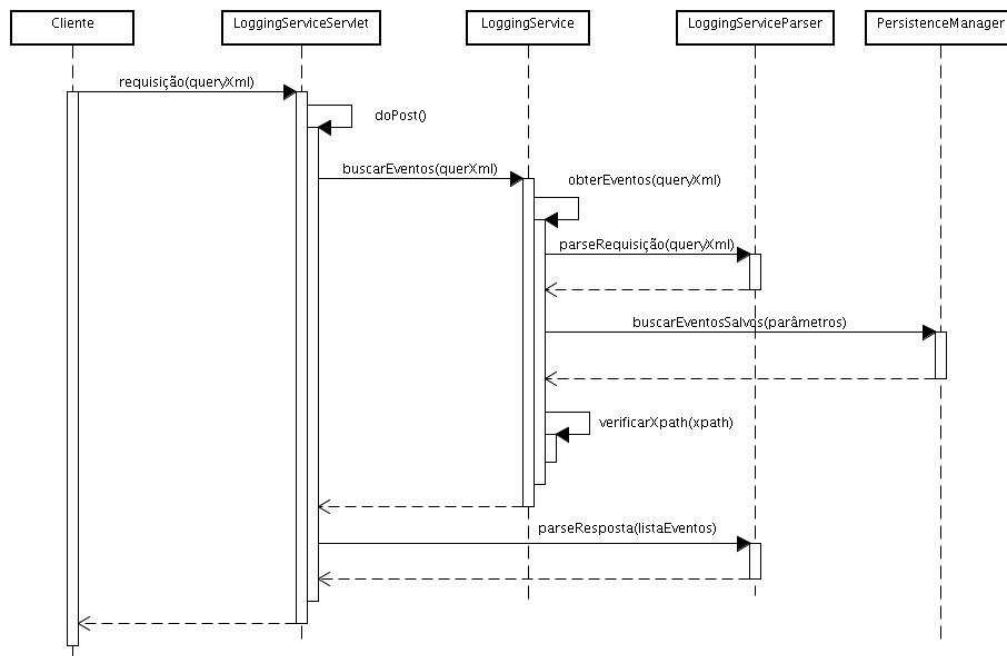 Cliente
LoggingServiceServlet
LoggingService
LoggingServiceParser
PersistenceManager
requisição(queryXml)
doPost()
buscarEventos(querXml)
obterEventos(queryXml)
parseRequisição(queryXml)
buscarEventosSalvos(parâmetros)
verificarXpath(xpath)
parseResposta(listaEventos)